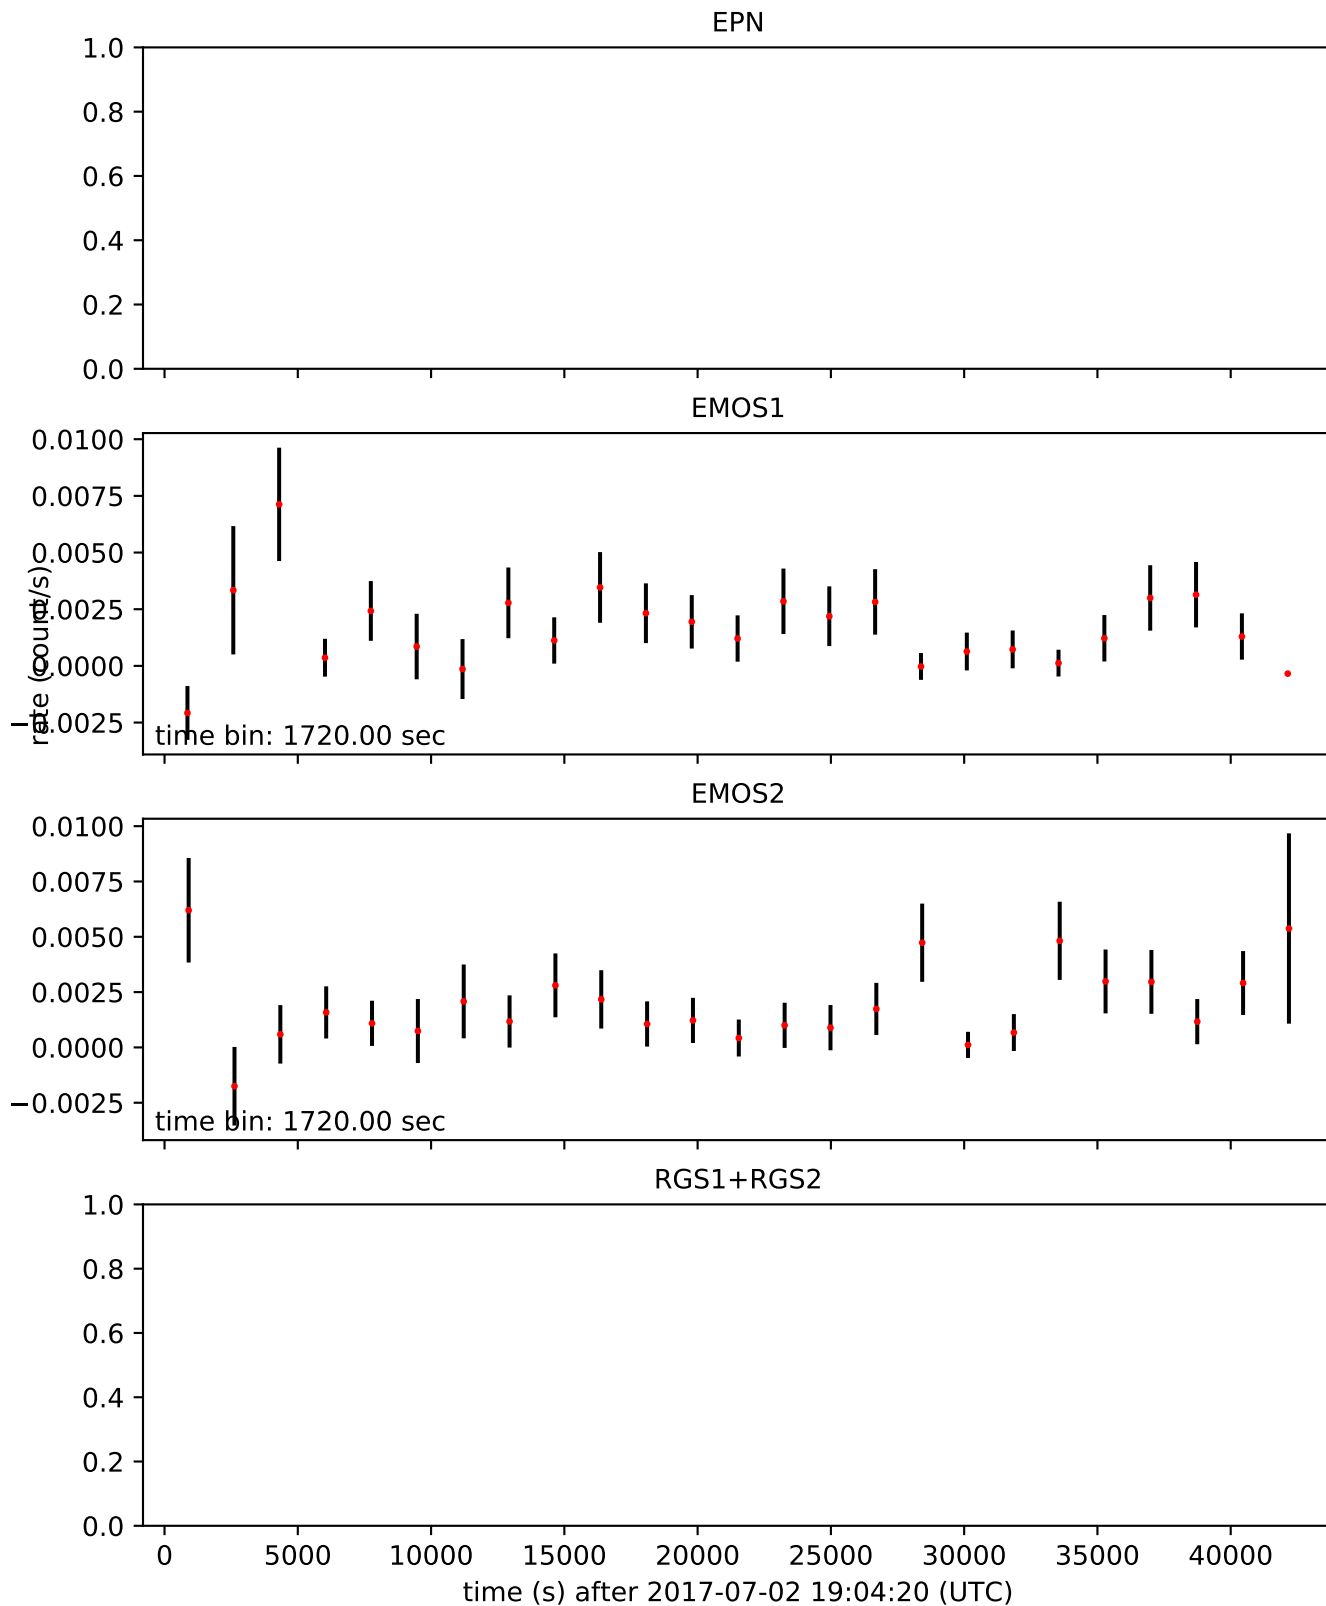 EPN
1.0
0.8
0.6
0.4
0.2
0.0
EMOS1
0.0100
0.0075
0.0050
0.0025
0.0000
−0.0025
rate (count/s)
time bin: 1720.00 sec
EMOS2
0.0100
0.0075
0.0050
0.0025
0.0000
−0.0025
time bin: 1720.00 sec
RGS1+RGS2
1.0
0.8
0.6
0.4
0.2
0.0
0 5000 10000 15000 20000 25000 30000 35000 40000
time (s) after 2017-07-02 19:04:20 (UTC)